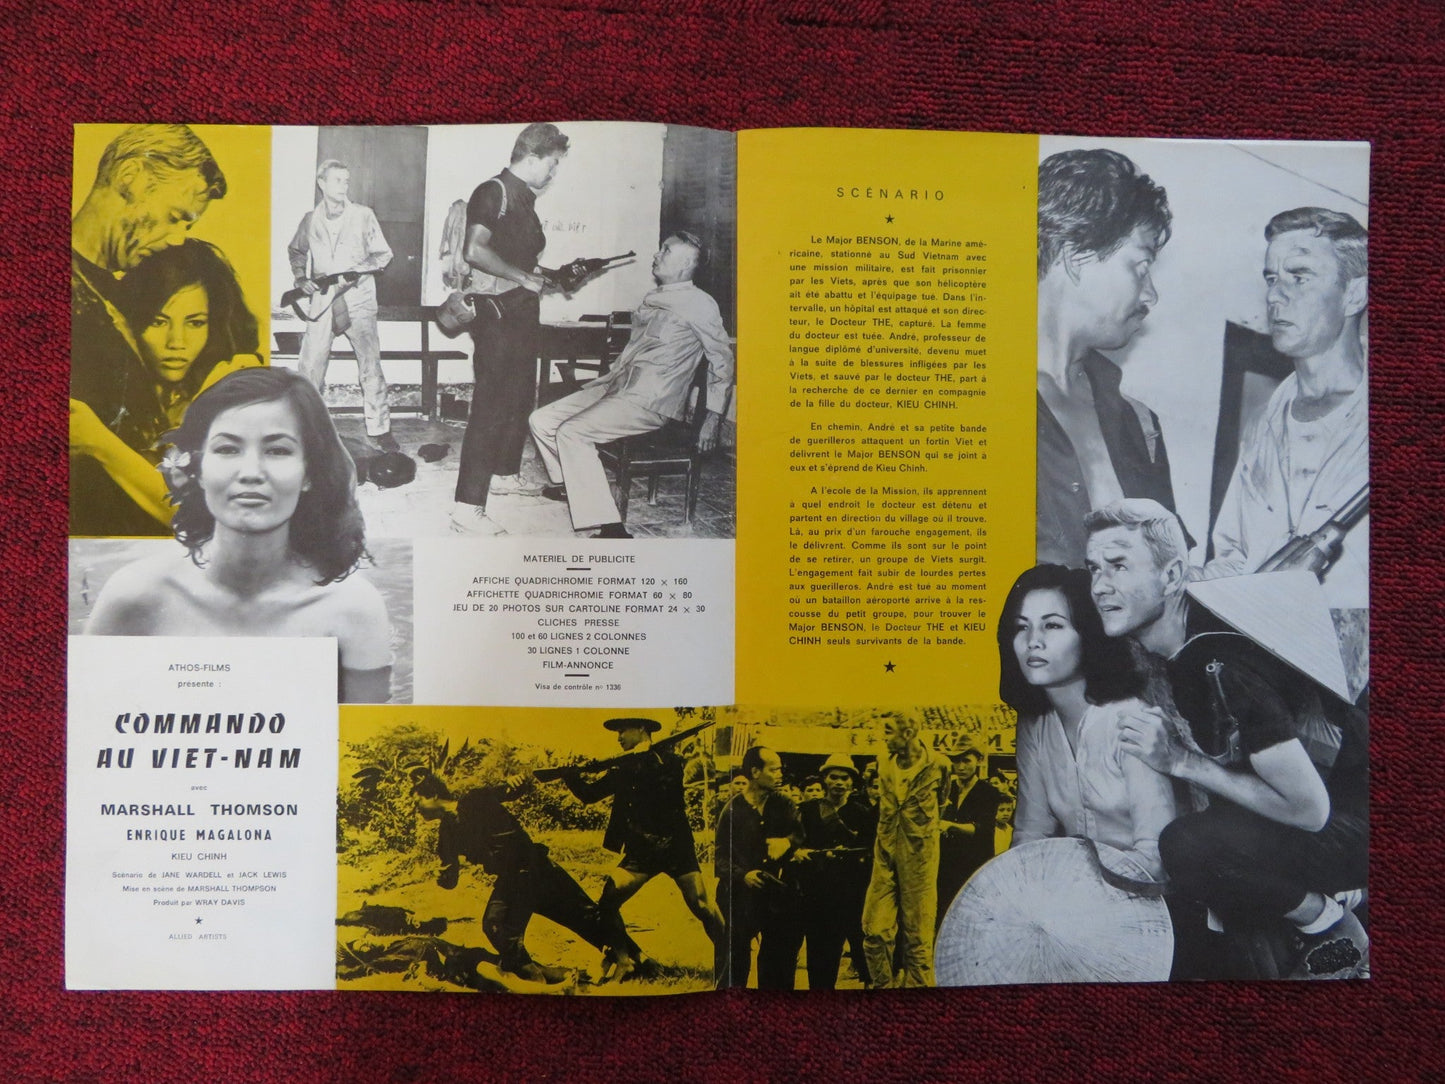 MATERIEL DE PUBLICITE
AFFICHE QUADRICHROMIE FORMAT 120 × 160
AFFICHETTE QUADRICHROMIE FORMAT 60 × 80
JEU DE 20 PHOTOS SUR CARTOLINE FORMAT 24 × 30
CLICHES PRESSE
100 et 60 LIGNES 2 COLONNES
30 LIGNES 1 COLONNE
FILM-ANNONCE
Visa de contrôle n° 1336
ATHOS-FILMS
présente :
COMMANDO
AU VIET-NAM
avec
MARSHALL THOMSON
ENRIQUE MAGALONA
KIEU CHINH
Scénario de JANE WARDELL et JACK LEWIS
Mise en scène de MARSHALL THOMPSON
Produit par WRAY DAVIS
★
ALLIED ARTISTS
SCÉNARIO
★
Le Major BENSON, de la Marine amé-
ricaine, stationné au Sud Vietnam avec
une mission militaire, est fait prisonnier
par les Viets, après que son hélicoptère
ait été abattu et l'équipage tué. Dans l'in-
tervalle, un hôpital est attaqué et son direc-
teur, le Docteur THE, capturé. La femme
du docteur est tuée. André, professeur de
langue diplômé d'université, devenu muet
à la suite de blessures infligées par les
Viets, et sauvé par le docteur THE, part à
la recherche de ce dernier en compagnie
de la fille du docteur, KIEU CHINH.
En chemin, André et sa petite bande
de guerilleros attaquent un fortin Viet et
délivrent le Major BENSON qui se joint à
eux et s'éprend de Kieu Chinh.
A l'école de la Mission, ils apprennent
à quel endroit le docteur est détenu et
partent en direction du village où il trouve.
Là, au prix d'un farouche engagement, ils
le délivrent. Comme ils sont sur le point
de se retirer, un groupe de Viets surgit.
L'engagement fait subir de lourdes pertes
aux guerilleros. André est tué au moment
où un bataillon aéroporté arrive à la res-
cousse du petit groupe, pour trouver le
Major BENSON, le Docteur THE et KIEU
CHINH seuls survivants de la bande.
★